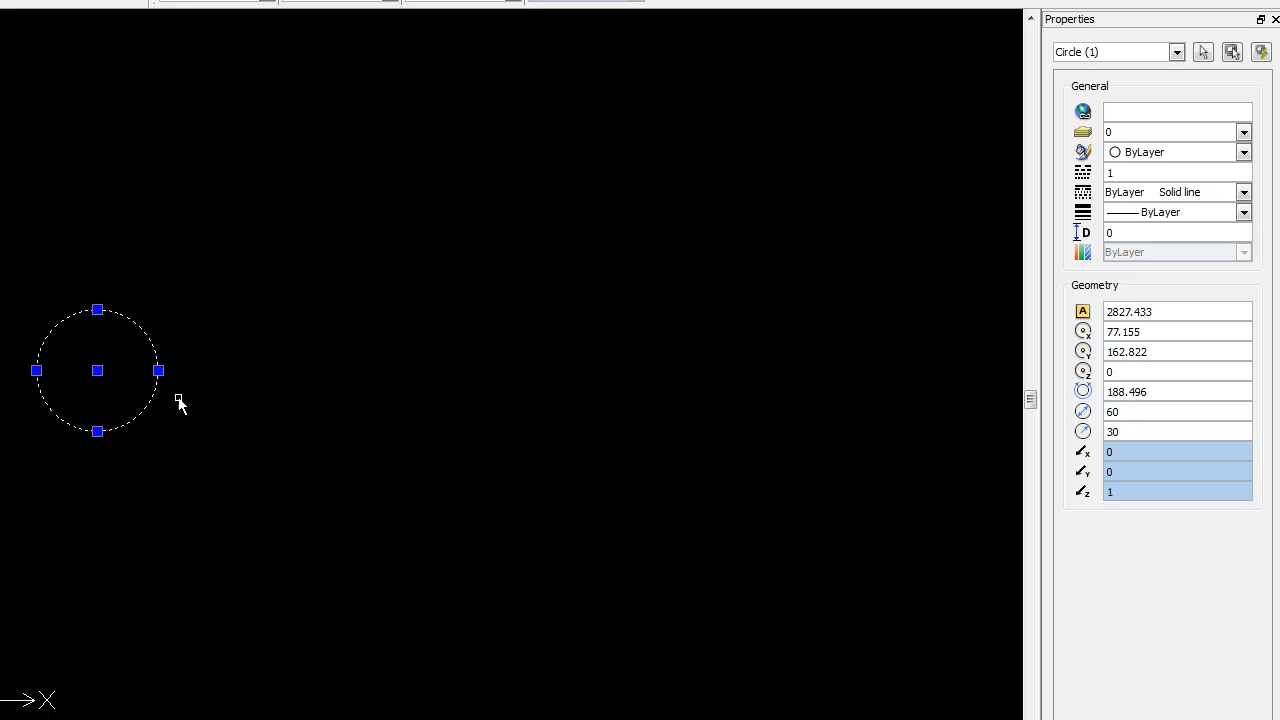 Properties
Circle (1)
General
0
ByLayer
1
ByLayer Solid line
ByLayer
D
0
ByLayer
Geometry
A
2827.433
X
77.155
Y
162.822
Z
0
188.496
60
30
X
0
Y
0
Z
1
X